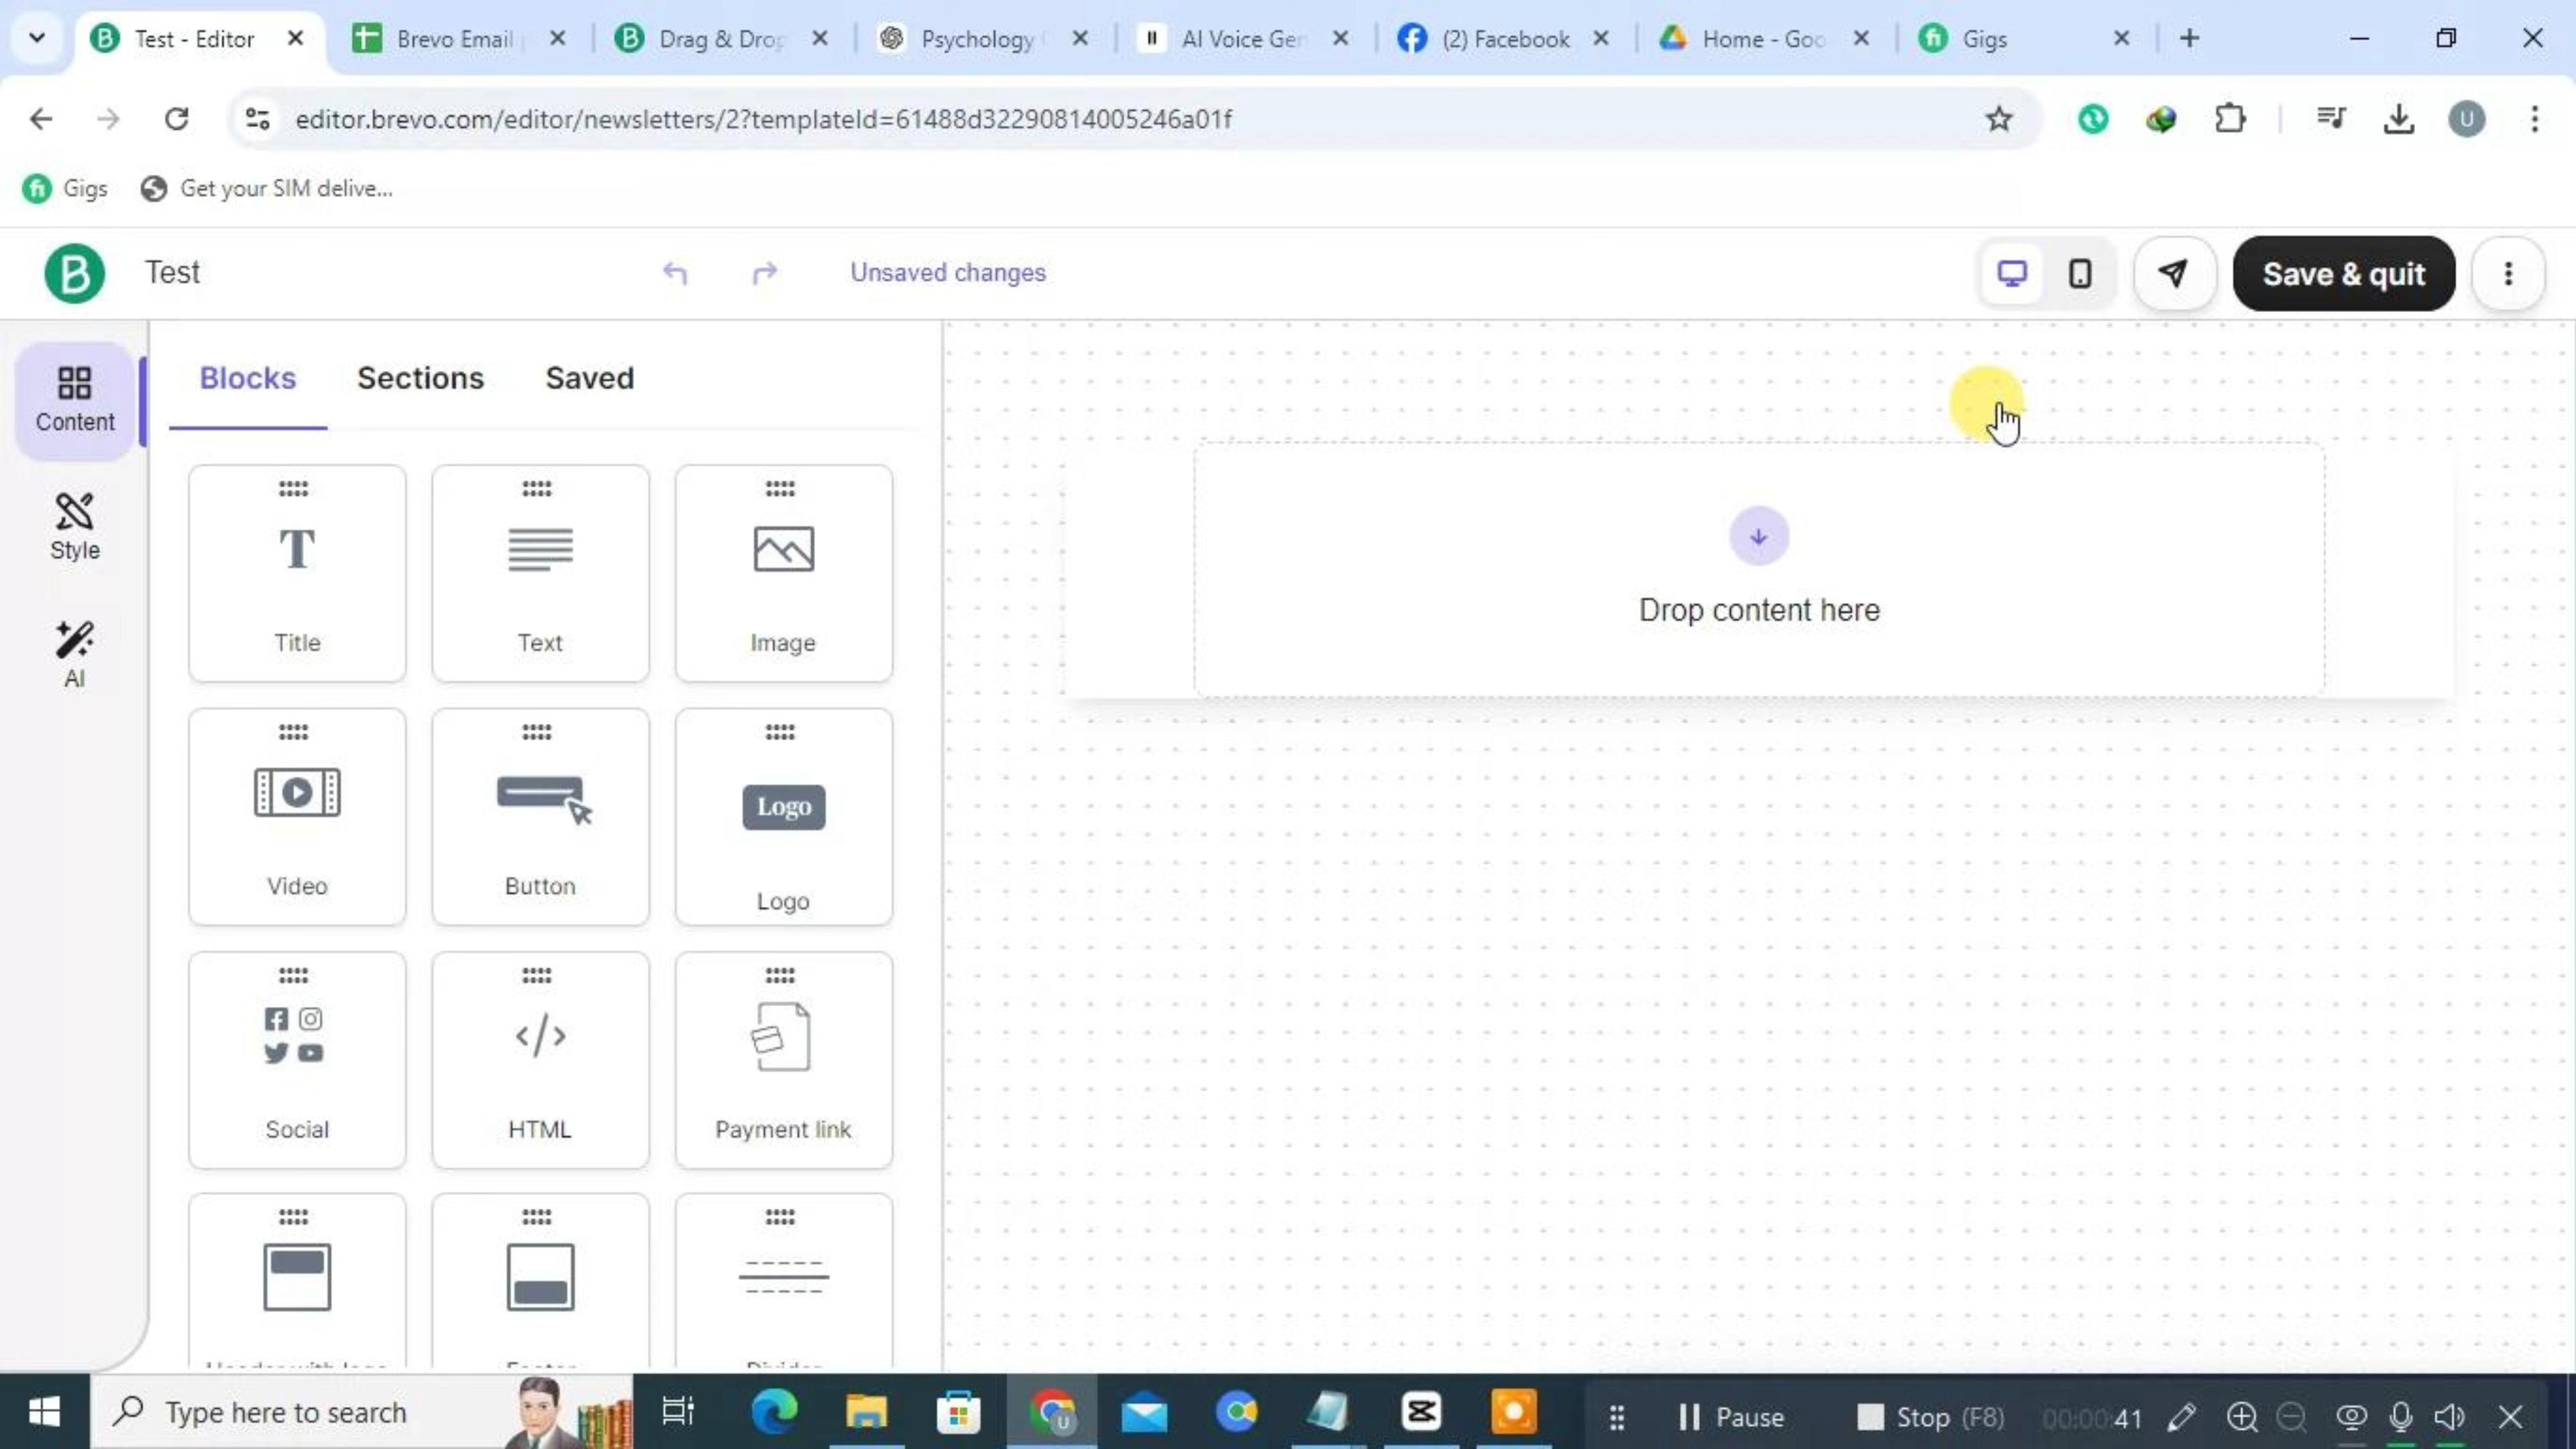 Test - Editor
Brevo Email
Drag & Drop
Psychology
AI Voice Gen
(2) Facebook
Home - Goo
Gigs
editor.brevo.com/editor/newsletters/2?templateId=61488d32290814005246a01f
U
Gigs
Get your SIM delive...
B
Test
Unsaved changes
Save & quit
Content
Style
AI
Blocks
Sections
Saved
Title
Text
Image
Video
Button
Logo
Logo
Social
HTML
Payment link
Drop content here
Type here to search
Pause
Stop (F8)
00:00:41